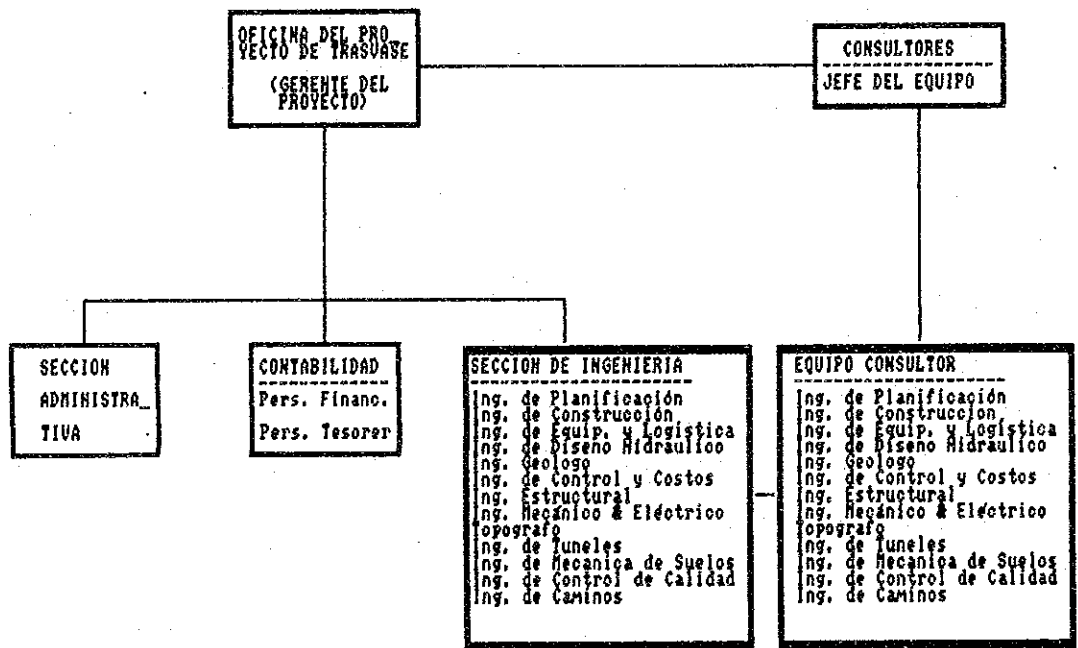 OFICINA DEL PRO_
YECTO DE TRASVASE
(GERENTE DEL
PROYECTO)
CONSULTORES
JEFE DEL EQUIPO
SECCION
ADMINISTRA_
TIVA
CONTABILIDAD
Pers. Financ.
Pers. Tesorer
SECCION DE INGENIERIA
Ing. de Planificación
Ing. de Construcción
Ing. de Equip. y Logística
Ing. de Diseno Hidraulico
Ing. Geologo
Ing. de Control y Costos
Ing. Estructural
Ing. Mecánico & Eléctrico
Topografo
Ing. de Tuneles
Ing. de Mecanica de Suelos
Ing. de Control de Calidad
Ing. de Caminos
EQUIPO CONSULTOR
Ing. de Planificación
Ing. de Construccion
Ing. de Equip. y Logística
Ing. de Diseno Hidraulico
Ing. Geologo
Ing. de Control y Costos
Ing. Estructural
Ing. Mecánico & Eléctrico
Topografo
Ing. de Tuneles
Ing. de Mecanica de Suelos
Ing. de Control de Calidad
Ing. de Caminos